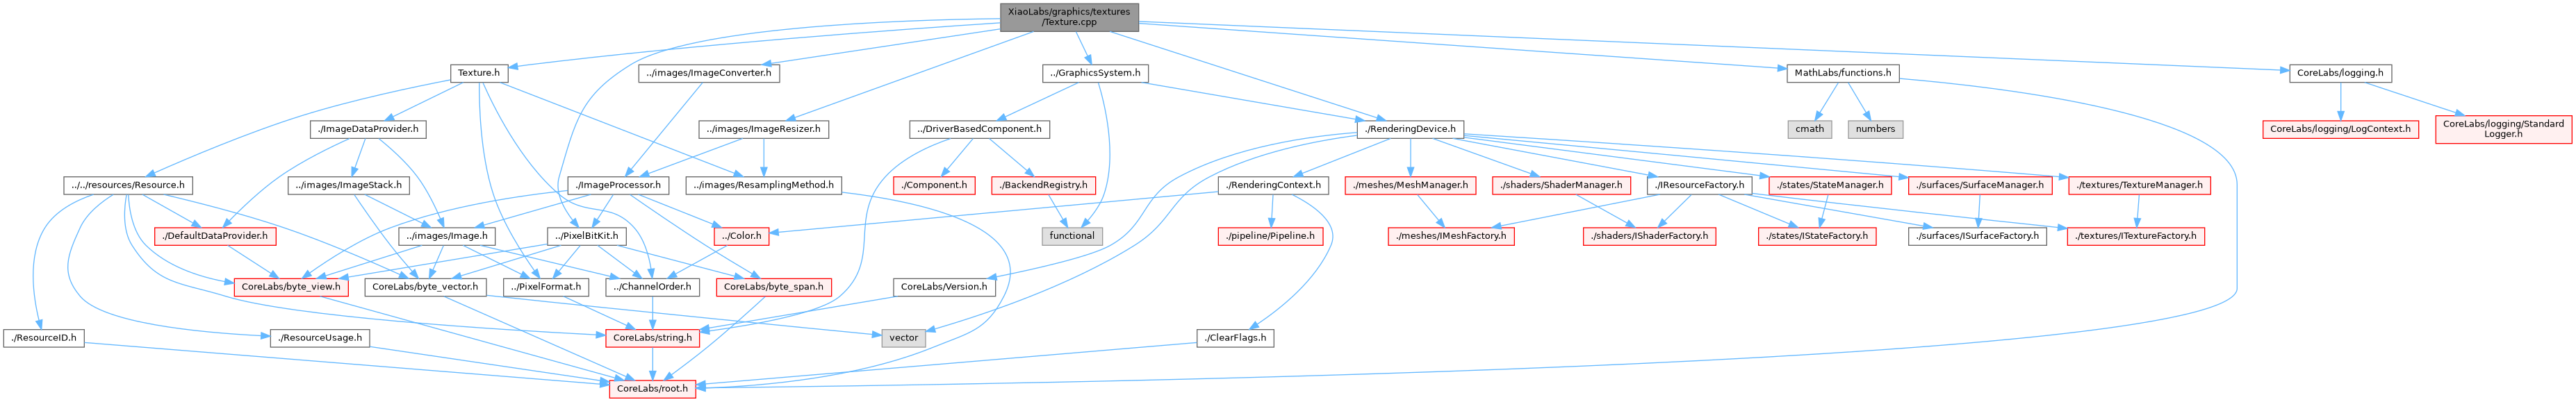 XiaoLabs/graphics/textures
/Texture.cpp
Texture.h
../images/ImageConverter.h
../GraphicsSystem.h
MathLabs/functions.h
CoreLabs/logging.h
./ImageDataProvider.h
../images/ImageResizer.h
../DriverBasedComponent.h
./RenderingDevice.h
cmath
numbers
CoreLabs/logging/LogContext.h
CoreLabs/logging/Standard
Logger.h
../../resources/Resource.h
../images/ImageStack.h
./ImageProcessor.h
../images/ResamplingMethod.h
./Component.h
./BackendRegistry.h
./RenderingContext.h
./meshes/MeshManager.h
./shaders/ShaderManager.h
./IResourceFactory.h
./states/StateManager.h
./surfaces/SurfaceManager.h
./textures/TextureManager.h
./DefaultDataProvider.h
../images/Image.h
../PixelBitKit.h
../Color.h
functional
./pipeline/Pipeline.h
./meshes/IMeshFactory.h
./shaders/IShaderFactory.h
./states/IStateFactory.h
./surfaces/ISurfaceFactory.h
./textures/ITextureFactory.h
CoreLabs/byte_view.h
CoreLabs/byte_vector.h
../PixelFormat.h
../ChannelOrder.h
CoreLabs/byte_span.h
CoreLabs/Version.h
./ResourceID.h
./ResourceUsage.h
CoreLabs/string.h
vector
./ClearFlags.h
CoreLabs/root.h